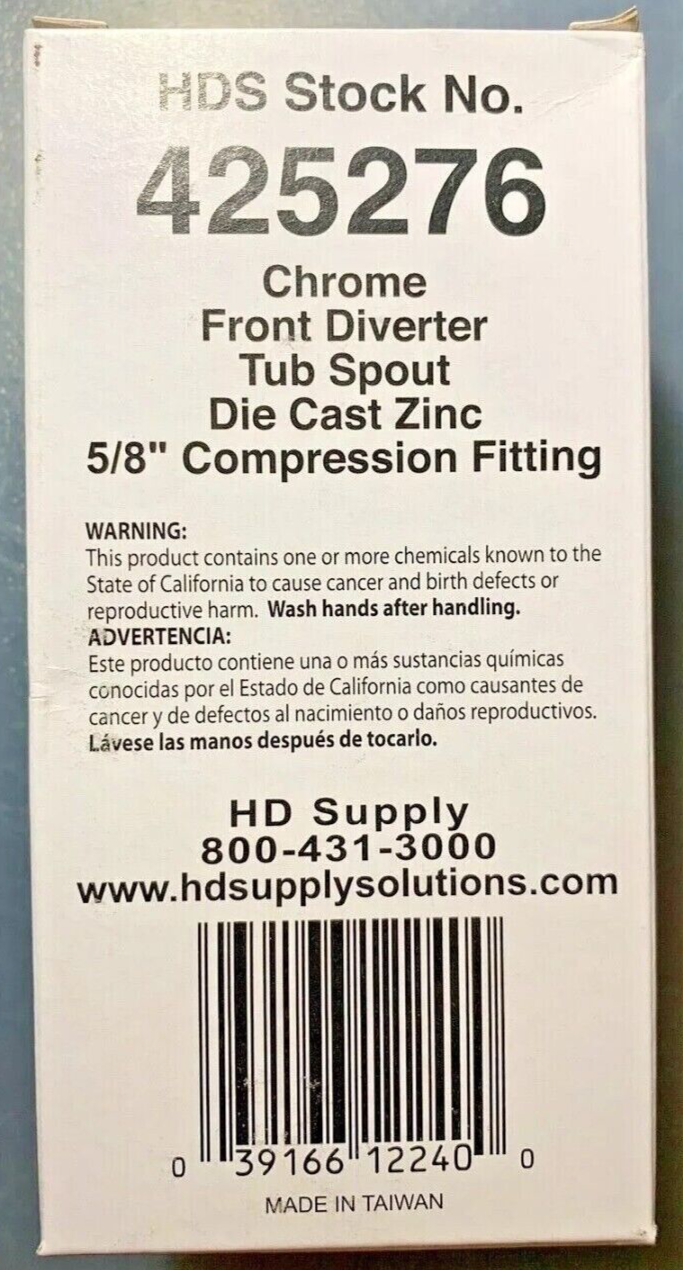 HDS Stock No.
425276
Chrome
Front Diverter
Tub Spout
Die Cast Zinc
5/8" Compression Fitting
WARNING:
This product contains one or more chemicals known to the
State of California to cause cancer and birth defects or
reproductive harm. Wash hands after handling.
ADVERTENCIA:
Este producto contiene una o más sustancias químicas
conocidas por el Estado de California como causantes de
cancer y de defectos al nacimiento o daños reproductivos.
Lávese las manos después de tocarlo.
HD Supply
800-431-3000
www.hdsupplysolutions.com
0 39166 12240 0
MADE IN TAIWAN